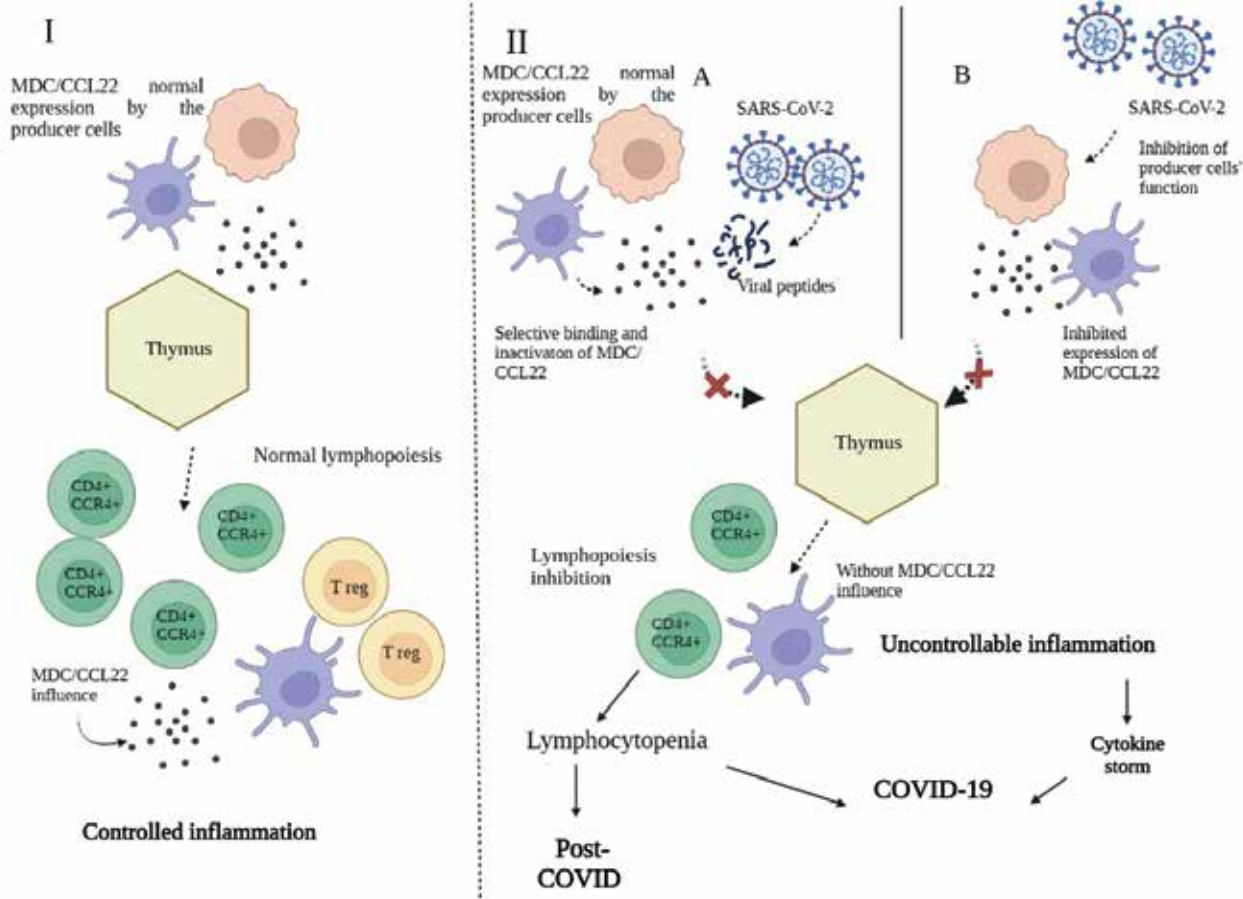 I
MDC/CCL22 normal
expression by the
producer cells
Thymus
Normal lymphopoiesis
CD4+
CCR4+
CD4+
CCR4+
CD4+
CCR4+
CD4+
CCR4+
T reg
T reg
MDC/CCL22
influence
Controlled inflammation
II
MDC/CCL22 normal
expression by the
producer cells
A
SARS-CoV-2
Viral peptides
Selective binding and
inactivaton of MDC/
CCL22
B
SARS-CoV-2
Inhibition of
producer cells'
function
Inhibited
expression of
MDC/CCL22
Thymus
CD4+
CCR4+
Lymphopoiesis
inhibition
Without MDC/CCL22
influence
CD4+
CCR4+
Uncontrollable inflammation
Lymphocytopenia
Cytokine
storm
COVID-19
Post-
COVID